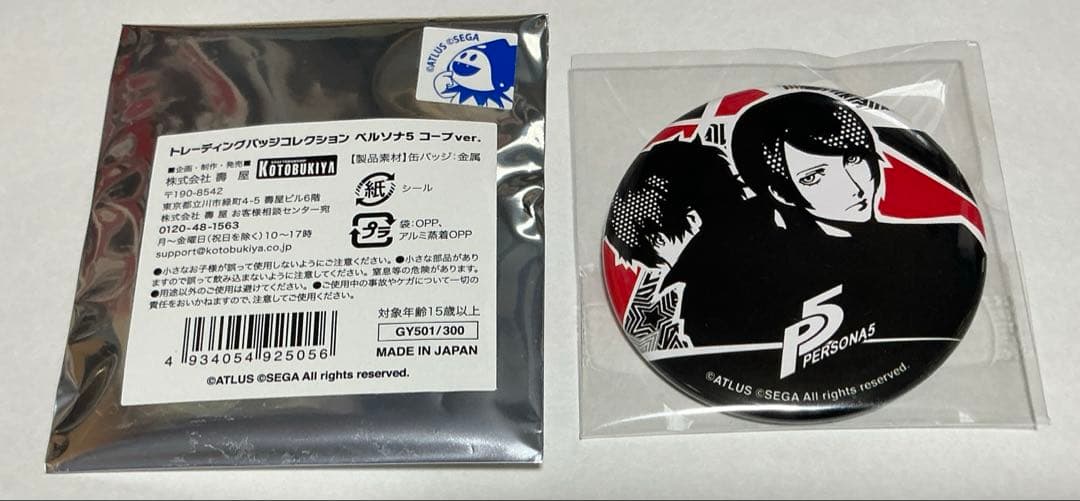 ©ATLUS ©SEGA
トレーディングバッジコレクション ペルソナ5 コープver.
■企画・制作・発売■
株式会社 壽 屋
KOTOBUKIYA
〒190-8542
東京都立川市緑町4-5 壽屋ビル6階
株式会社 壽屋 お客様相談センター宛
0120-48-1563
月～金曜日(祝日を除く)10～17時
support@kotobukiya.co.jp
【製品素材】缶バッジ:金属
紙 シール
プラ 袋:OPP、
アルミ蒸着OPP
●小さなお子様が誤って使用しないようにご注意ください。●小さな部品があり
ますので誤って飲み込まないように注意してください。窒息等の危険があります。
●用途以外のご使用は避けてください。●ご使用中の事故やケガについて一切の
責任をおいかねますので、注意してご使用ください。
対象年齢15歳以上
GY501/300
MADE IN JAPAN
4 934054 925056
©ATLUS ©SEGA All rights reserved.
P5
PERSONA5
©ATLUS ©SEGA All rights reserved.